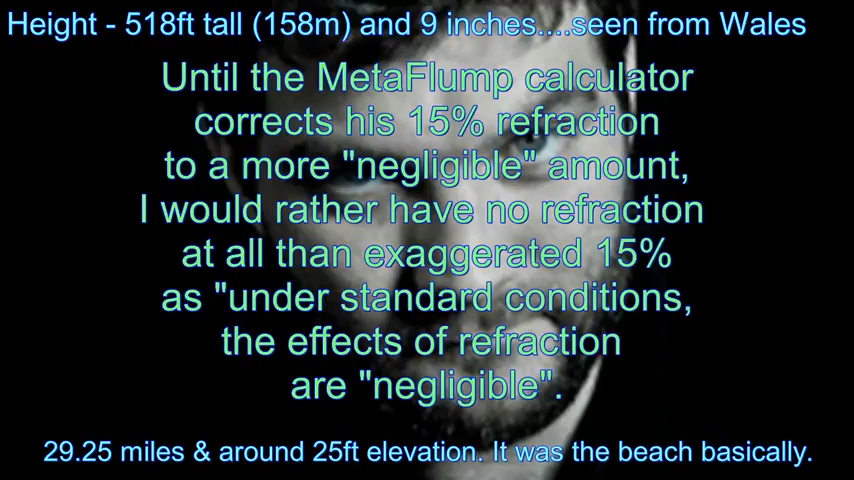 Height - 518ft tall (158m) and 9 inches....seen from Wales
Until the MetaFlump calculator
corrects his 15% refraction
to a more "negligible" amount,
I would rather have no refraction
at all than exaggerated 15%
as "under standard conditions,
the effects of refraction
are "negligible".
29.25 miles & around 25ft elevation. It was the beach basically.